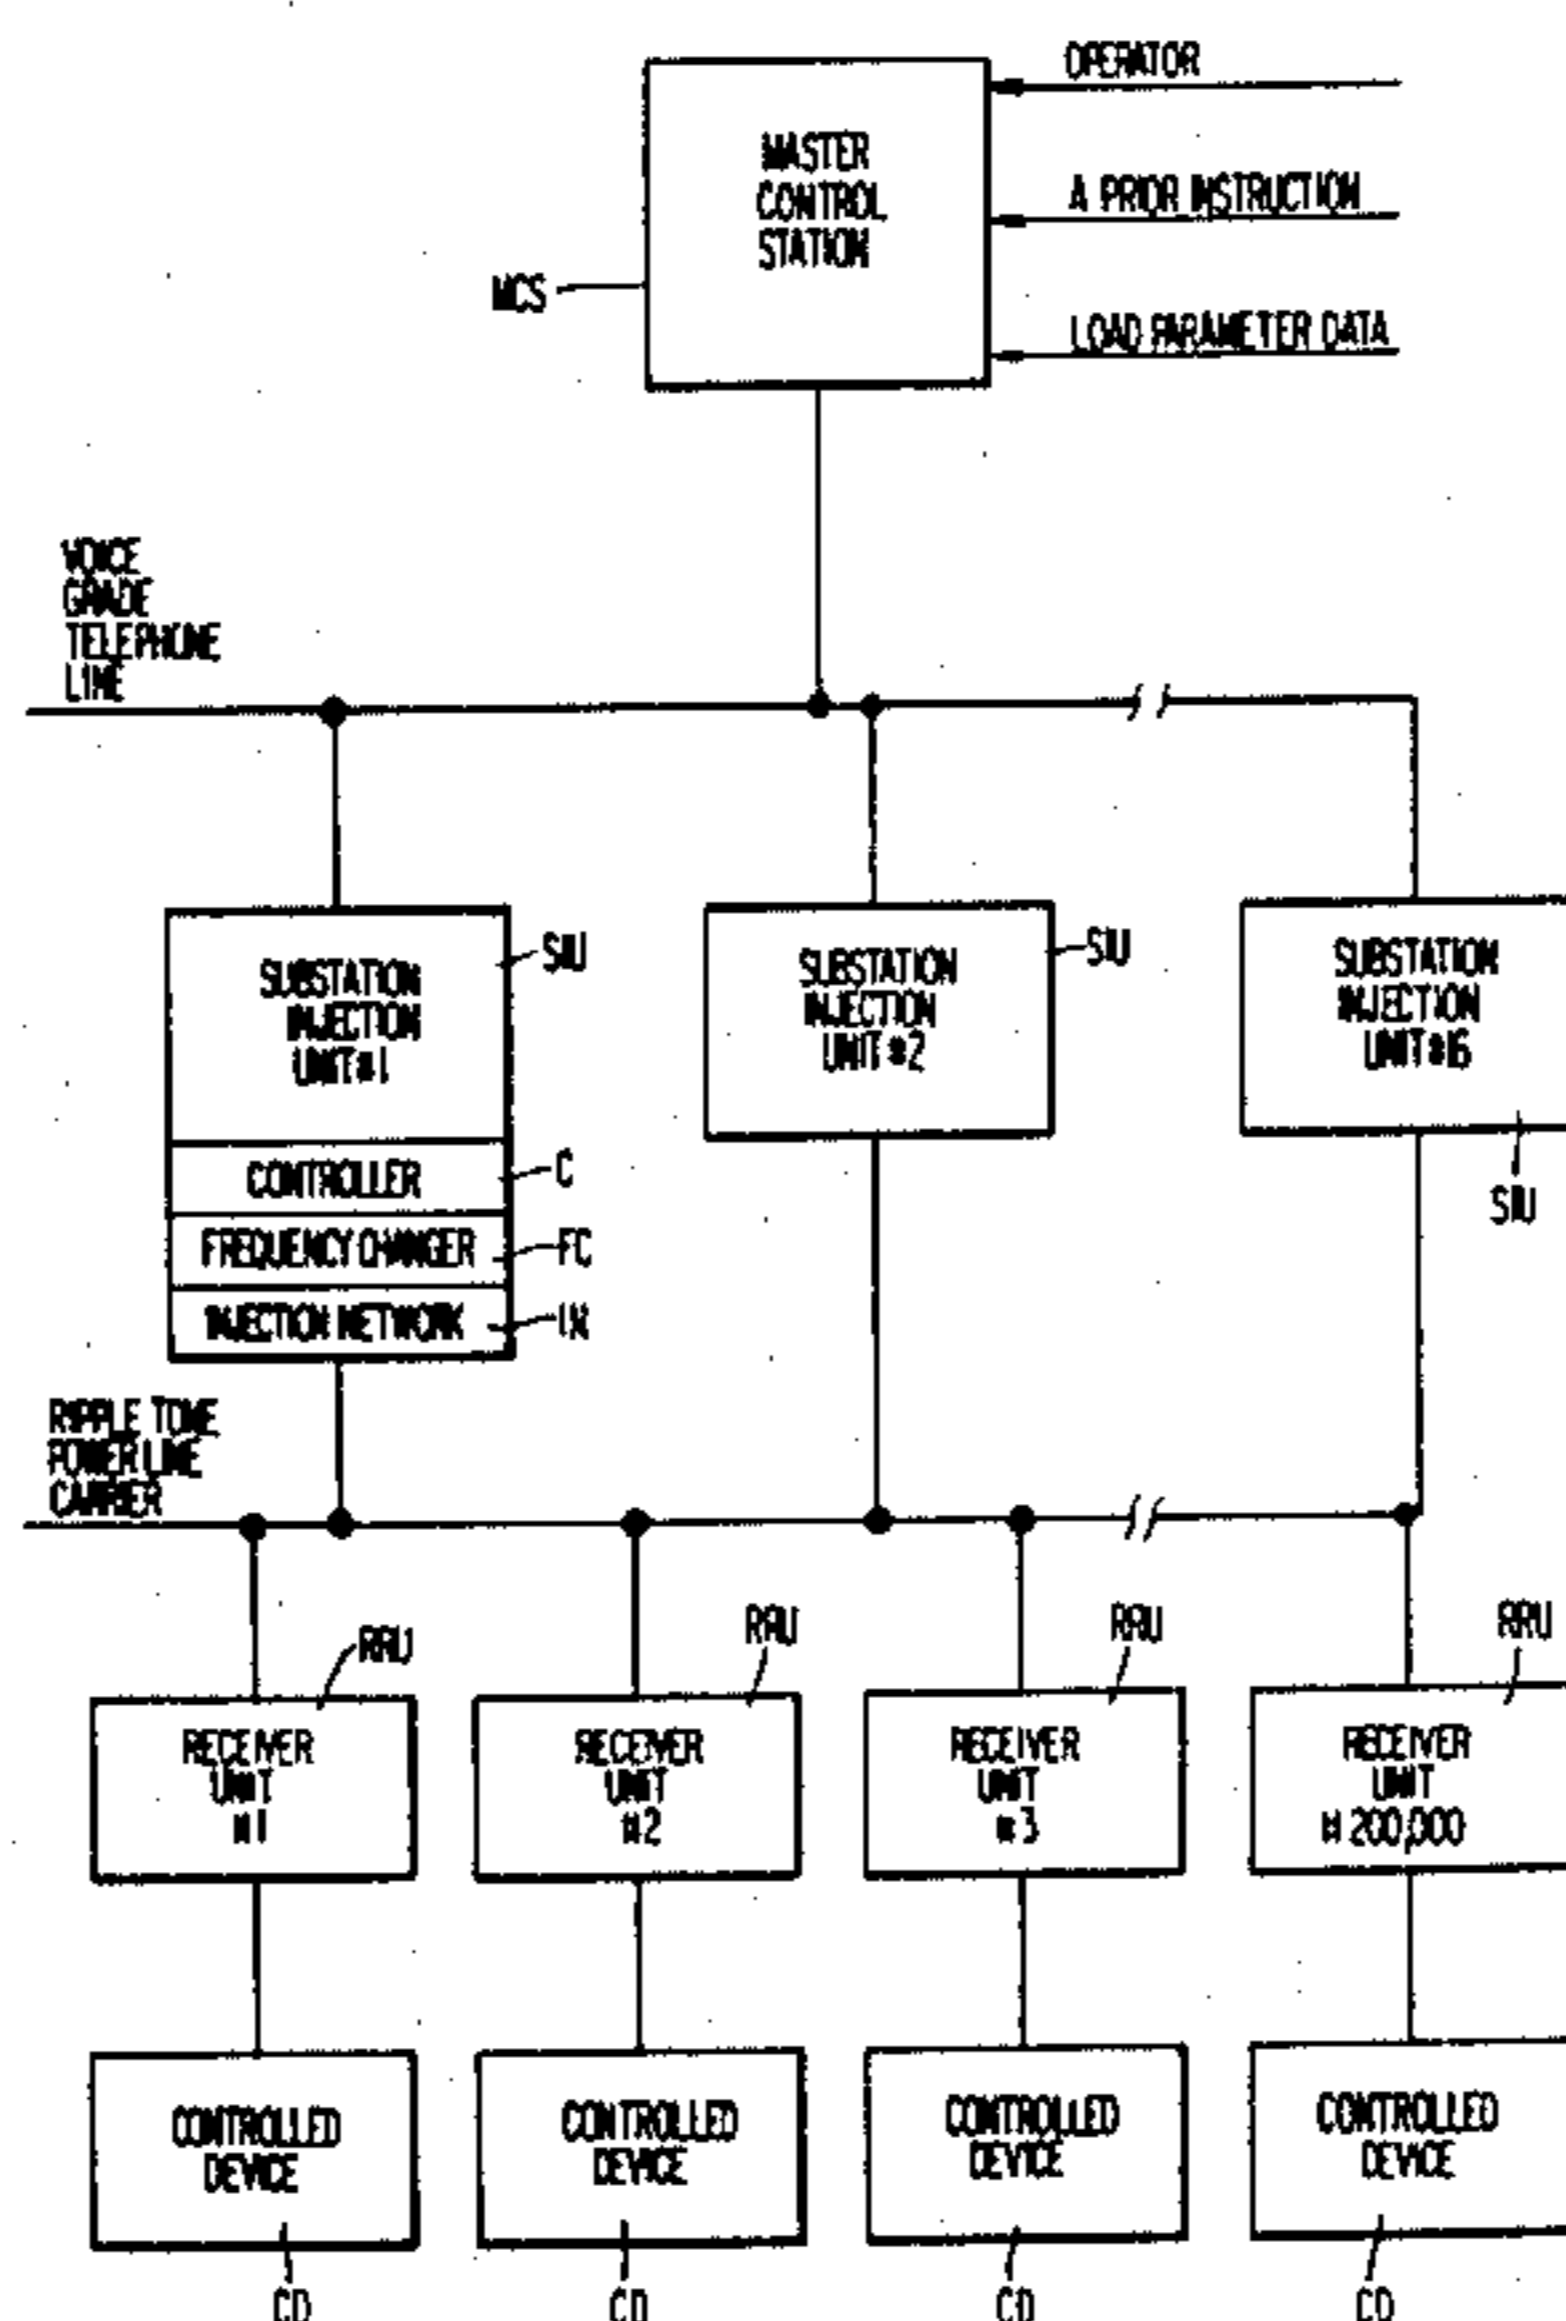 OPERATOR
MASTER
CONTROL
STATION
A PRIOR INSTRUCTION
MCS
LOAD PARAMETER DATA
VOICE
GRADE
TELEPHONE
LINE
SUBSTATION
INJECTION
UNIT #1
SIU
CONTROLLER
C
FREQUENCY CHANGER
FC
INJECTION NETWORK
IN
SUBSTATION
INJECTION
UNIT #2
SIU
SUBSTATION
INJECTION
UNIT #16
SIU
RIPPLE TONE
POWER LINE
CARRIER
RRU
RRU
RRU
RRU
RECEIVER
UNIT
#1
RECEIVER
UNIT
#2
RECEIVER
UNIT
#3
RECEIVER
UNIT
#200,000
CONTROLLED
DEVICE
CONTROLLED
DEVICE
CONTROLLED
DEVICE
CONTROLLED
DEVICE
CD
CD
CD
CD